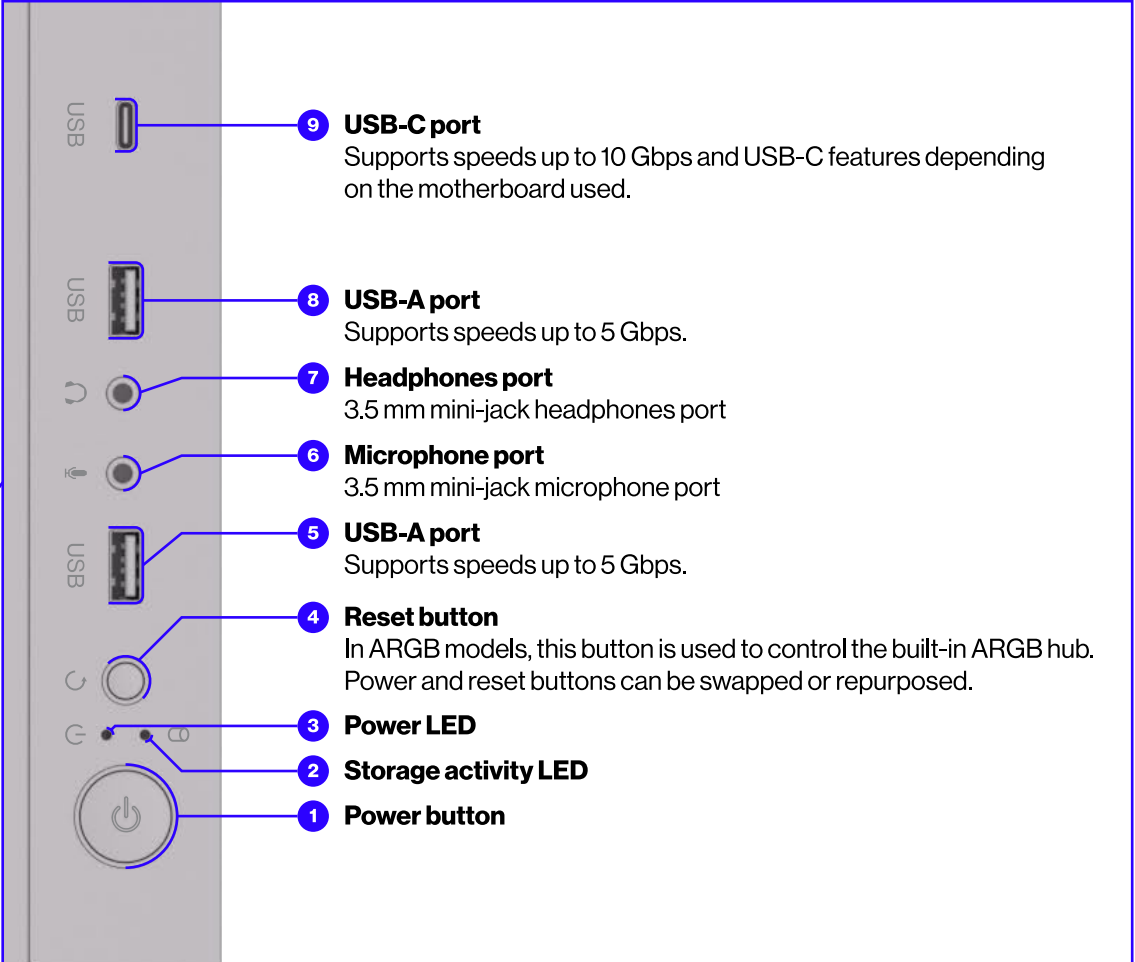 USB
9 USB-C port
Supports speeds up to 10 Gbps and USB-C features depending
on the motherboard used.
USB
8 USB-A port
Supports speeds up to 5 Gbps.
7 Headphones port
3.5 mm mini-jack headphones port
6 Microphone port
3.5 mm mini-jack microphone port
USB
5 USB-A port
Supports speeds up to 5 Gbps.
4 Reset button
In ARGB models, this button is used to control the built-in ARGB hub.
Power and reset buttons can be swapped or repurposed.
3 Power LED
2 Storage activity LED
1 Power button